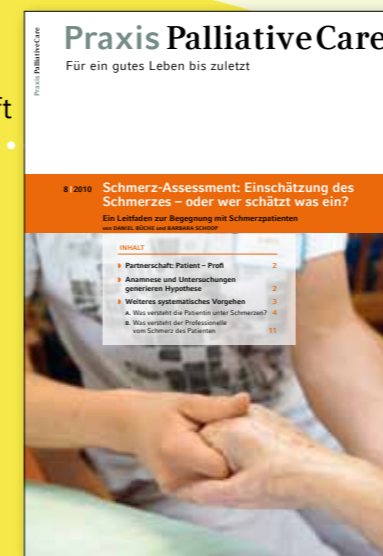 ft
Praxis PalliativeCare
Praxis PalliativeCare
Für ein gutes Leben bis zuletzt
8 2010 Schmerz-Assessment: Einschätzung des
Schmerzes – oder wer schätzt was ein?
Ein Leitfaden zur Begegnung mit Schmerzpatienten
von DANIEL BÜCHE und BARBARA SCHOOP
INHALT
Partnerschaft: Patient – Profi 2
Anamnese und Untersuchungen
generieren Hypothese 2
Weiteres systematisches Vorgehen 3
A. Was versteht die Patientin unter Schmerzen? 4
B. Was versteht der Professionelle
vom Schmerz des Patienten 11